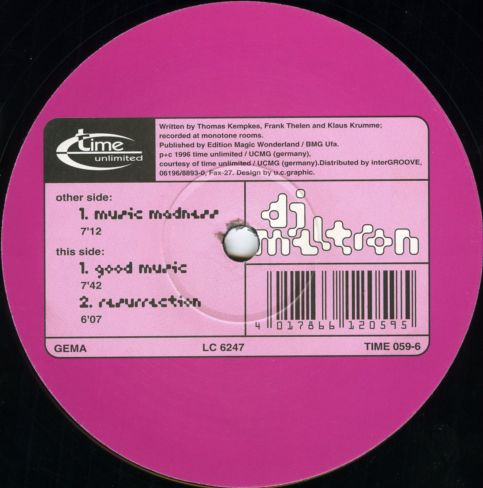 time
unlimited
Written by Thomas Kempkes, Frank Thelen and Klaus Krumme;
recorded at monotone rooms.
Published by Edition Magic Wonderland / BMG Ufa.
p+c 1996 time unlimited / UCMG (germany),
courtesy of time unlimited / UCMG (germany).Distributed by interGROOVE,
06196/8893-0, Fax-27. Design by u.c.graphic.
other side:
1. music madness
7'12
this side:
1. good music
7'42
2. resurrection
6'07
dj
misjah
4 017866 120595
GEMA
LC 6247
TIME 059-6